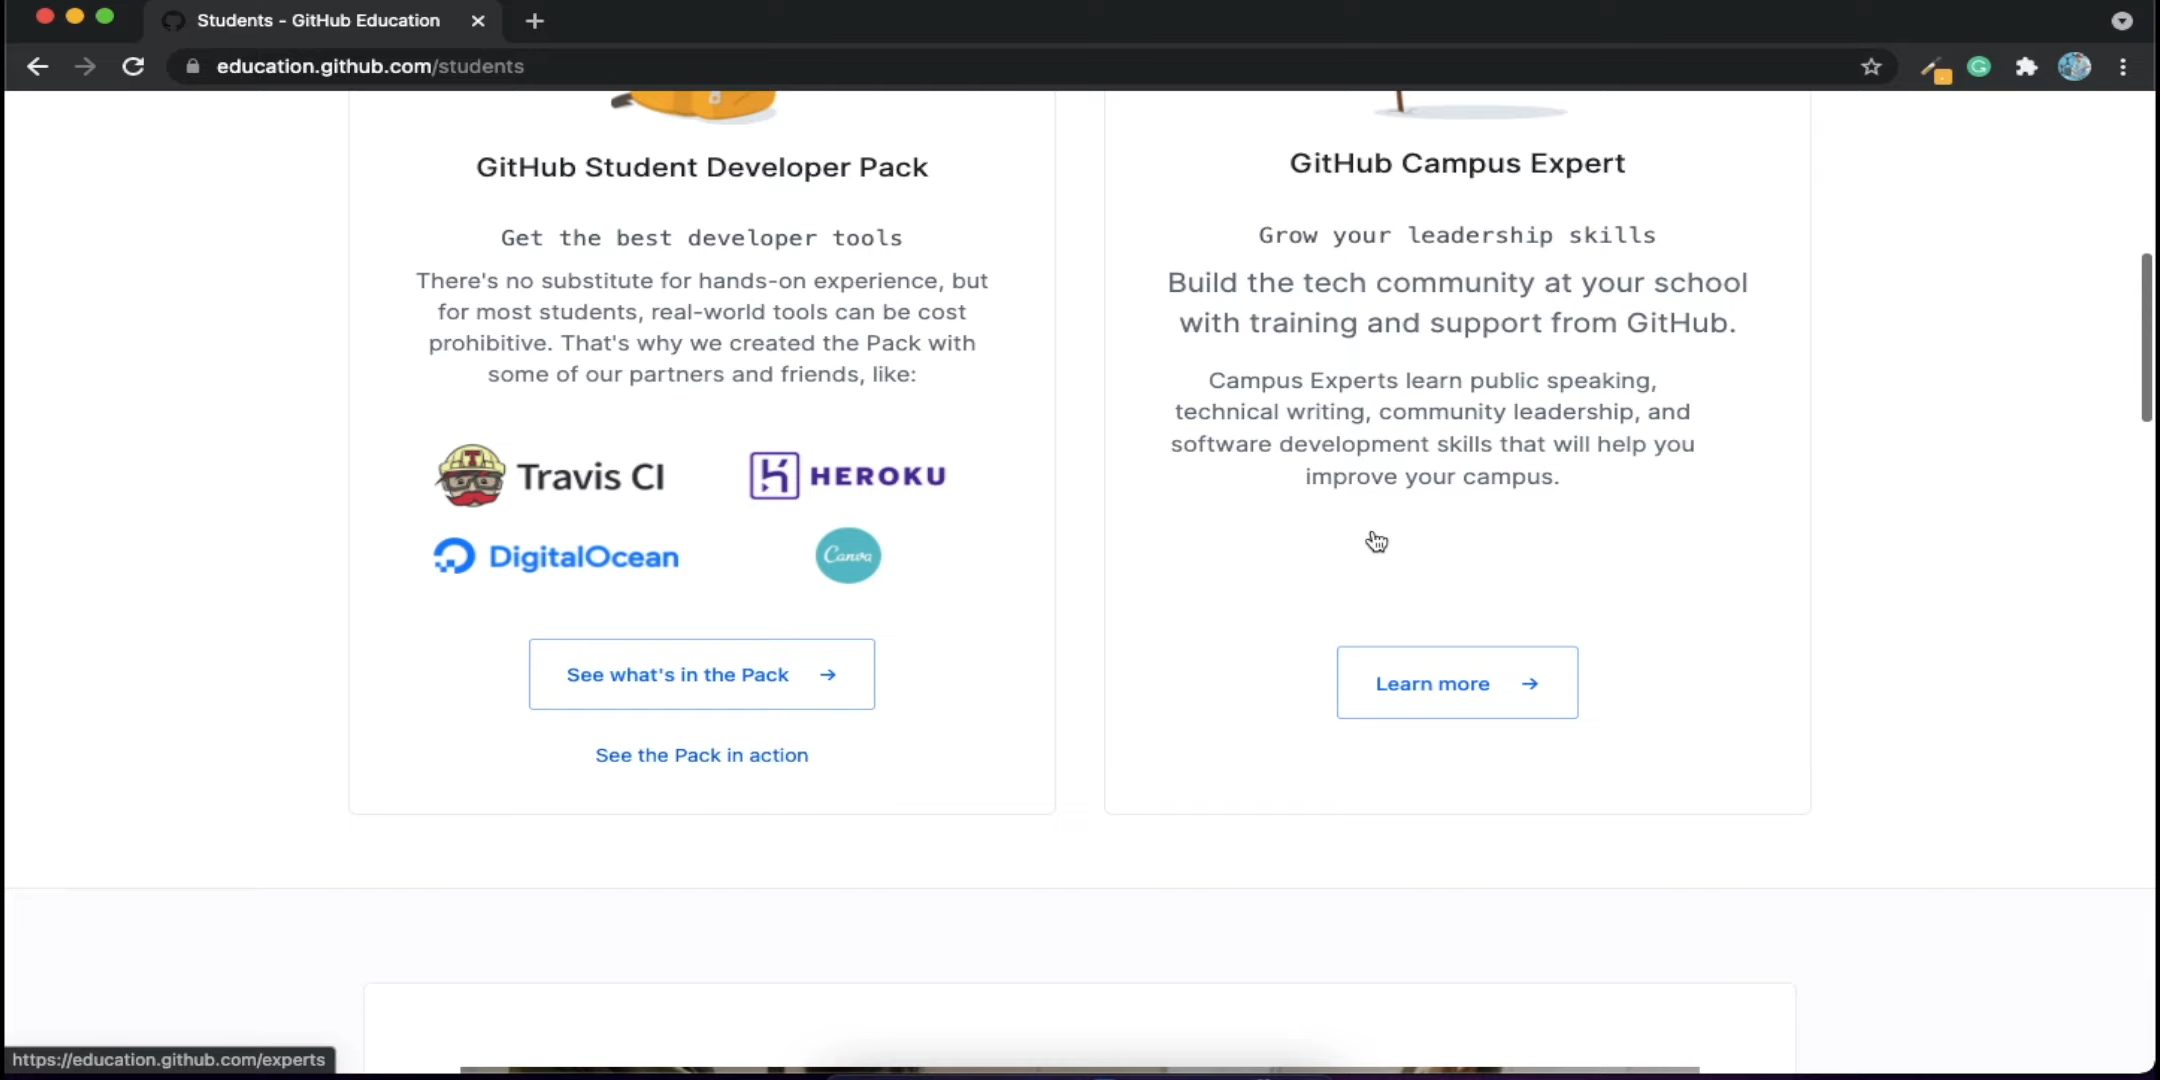 Students - GitHub Education
education.github.com/students
GitHub Student Developer Pack
Get the best developer tools
There's no substitute for hands-on experience, but
for most students, real-world tools can be cost
prohibitive. That's why we created the Pack with
some of our partners and friends, like:
Travis CI
HEROKU
DigitalOcean
Canva
See what's in the Pack →
See the Pack in action
GitHub Campus Expert
Grow your leadership skills
Build the tech community at your school
with training and support from GitHub.
Campus Experts learn public speaking,
technical writing, community leadership, and
software development skills that will help you
improve your campus.
Learn more →
https://education.github.com/experts